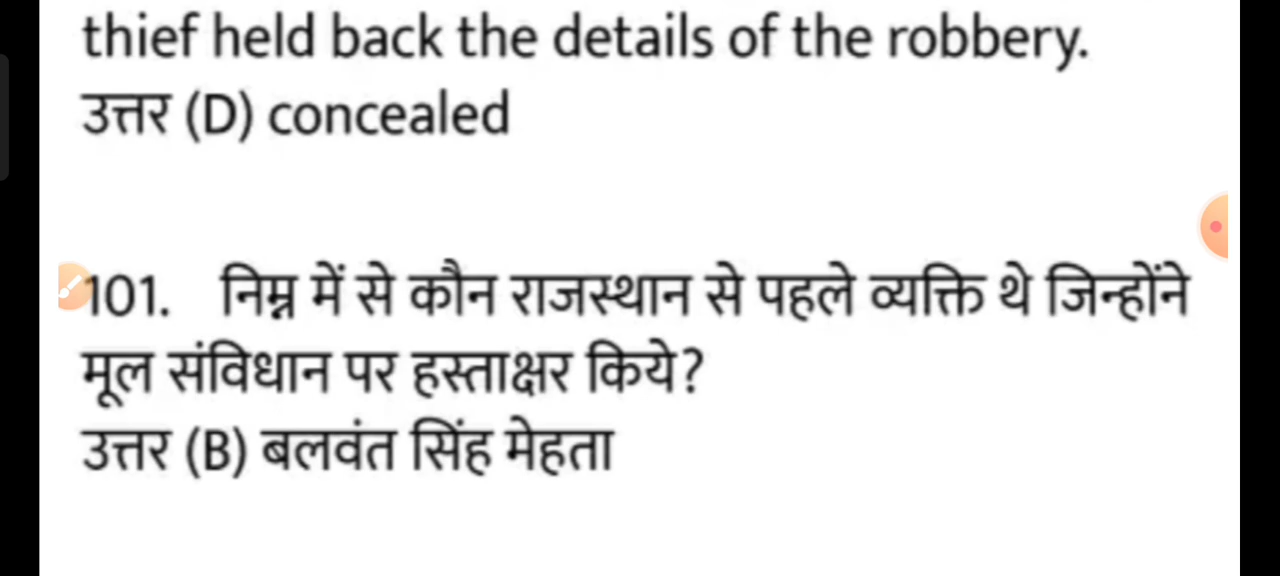 thief held back the details of the robbery.
उत्तर (D) concealed
101. निम्न में से कौन राजस्थान से पहले व्यक्ति थे जिन्होंने
मूल संविधान पर हस्ताक्षर किये?
उत्तर (B) बलवंत सिंह मेहता